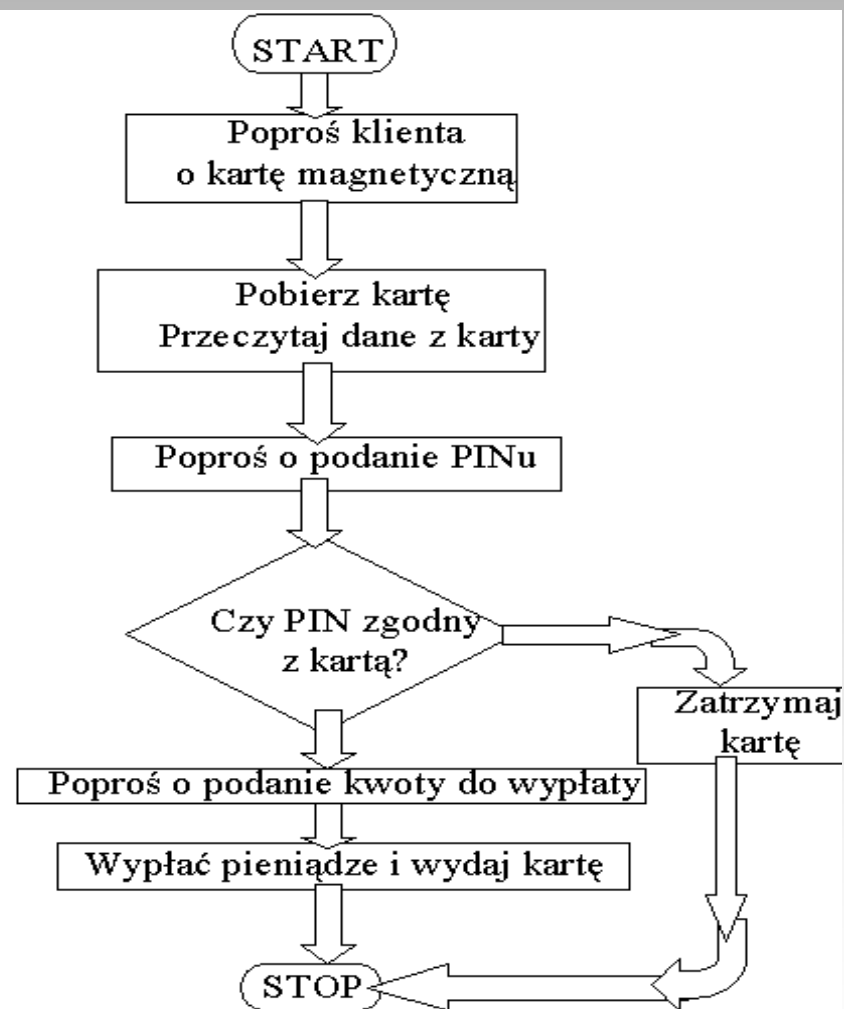 START
Poproś klienta
o kartę magnetyczną
Pobierz kartę
Przeczytaj dane z karty
Poproś o podanie PINu
Czy PIN zgodny
z kartą?
Zatrzymaj
kartę
Poproś o podanie kwoty do wypłaty
Wypłać pieniądze i wydaj kartę
STOP